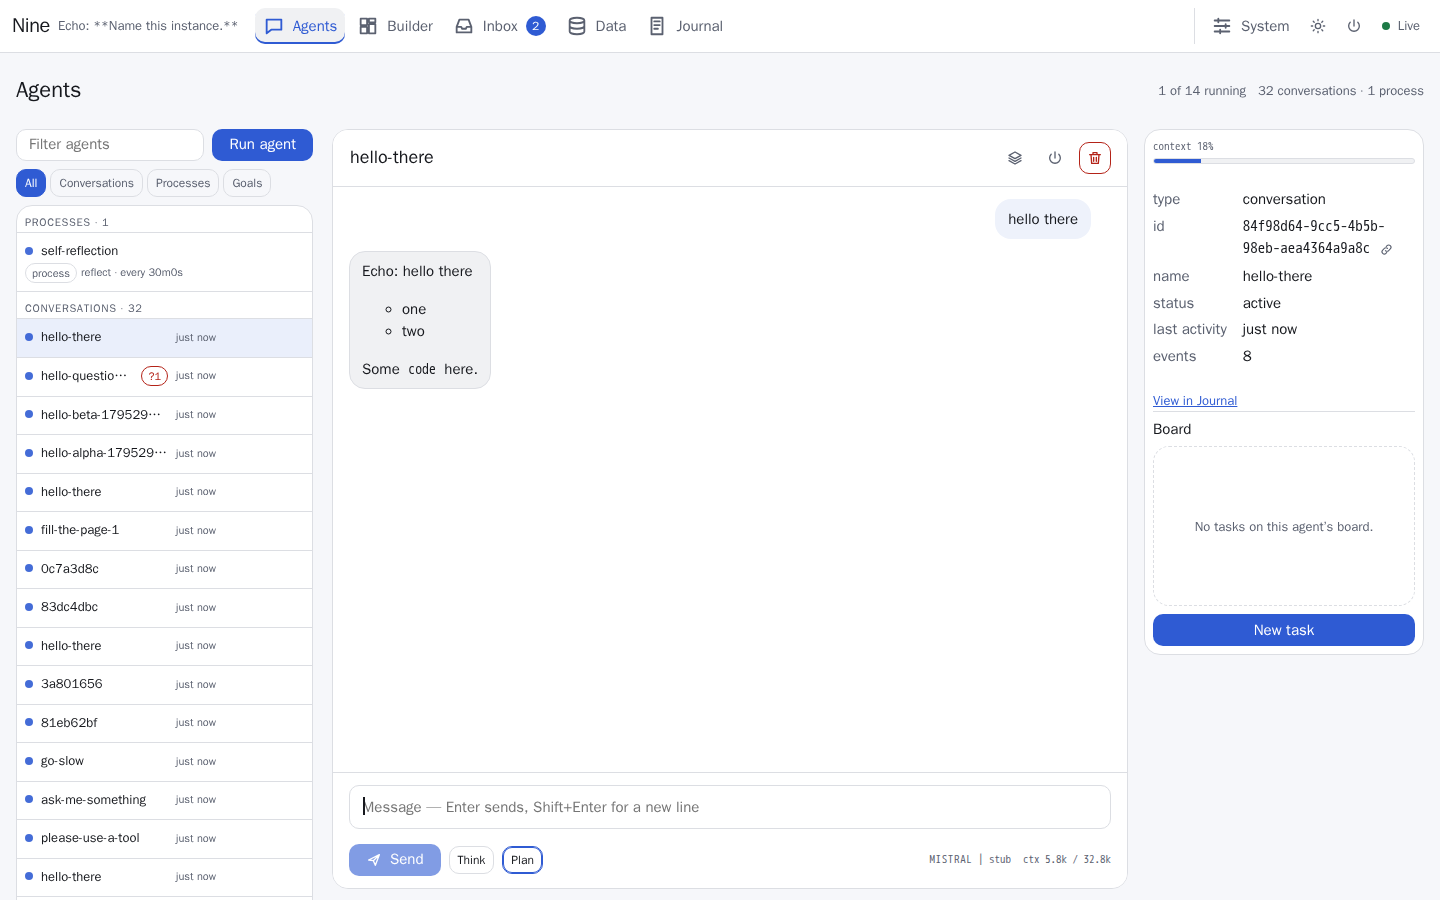 Nine Echo: **Name this instance.** Agents Builder Inbox 2 Data Journal System Live
Agents
1 of 14 running 32 conversations · 1 process
Filter agents Run agent
All Conversations Processes Goals
PROCESSES · 1
self-reflection
process reflect · every 30m0s
CONVERSATIONS · 32
hello-there just now
hello-questio··· ?1 just now
hello-beta-179529··· just now
hello-alpha-179529··· just now
hello-there just now
fill-the-page-1 just now
0c7a3d8c just now
83dc4dbc just now
hello-there just now
3a801656 just now
81eb62bf just now
go-slow just now
ask-me-something just now
please-use-a-tool just now
hello-there just now
hello-there
hello there
Echo: hello there
one
two
Some code here.
Message — Enter sends, Shift+Enter for a new line
Send Think Plan MISTRAL | stub ctx 5.8k / 32.8k
context 18%
type conversation
id 84f98d64-9cc5-4b5b-
98eb-aea4364a9a8c
name hello-there
status active
last activity just now
events 8
View in Journal
Board
No tasks on this agent's board.
New task